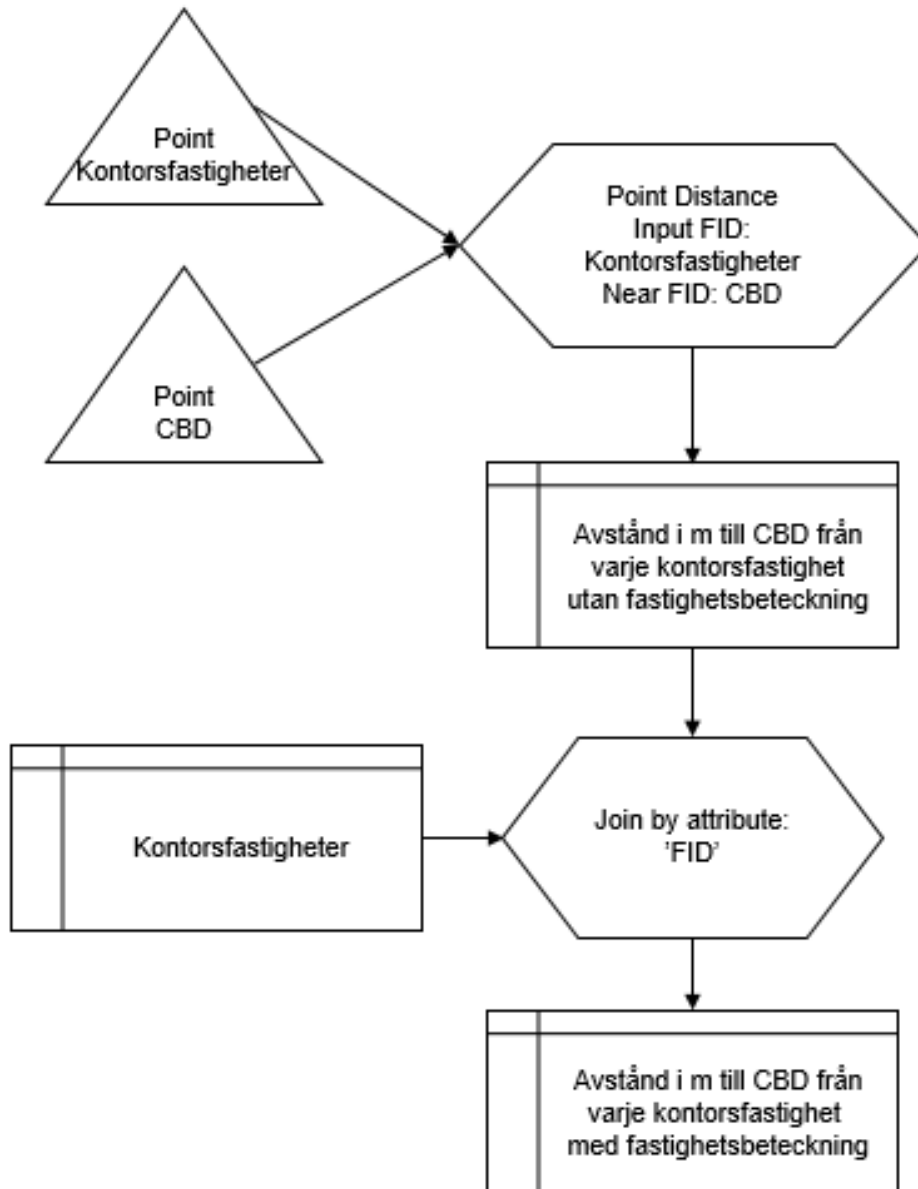 Point
Kontorsfastigheter
Point Distance
Input FID:
Kontorsfastigheter
Near FID: CBD
Point
CBD
Avstånd i m till CBD från
varje kontorsfastighet
utan fastighetsbeteckning
Kontorsfastigheter
Join by attribute:
’FID’
Avstånd i m till CBD från
varje kontorsfastighet
med fastighetsbeteckning